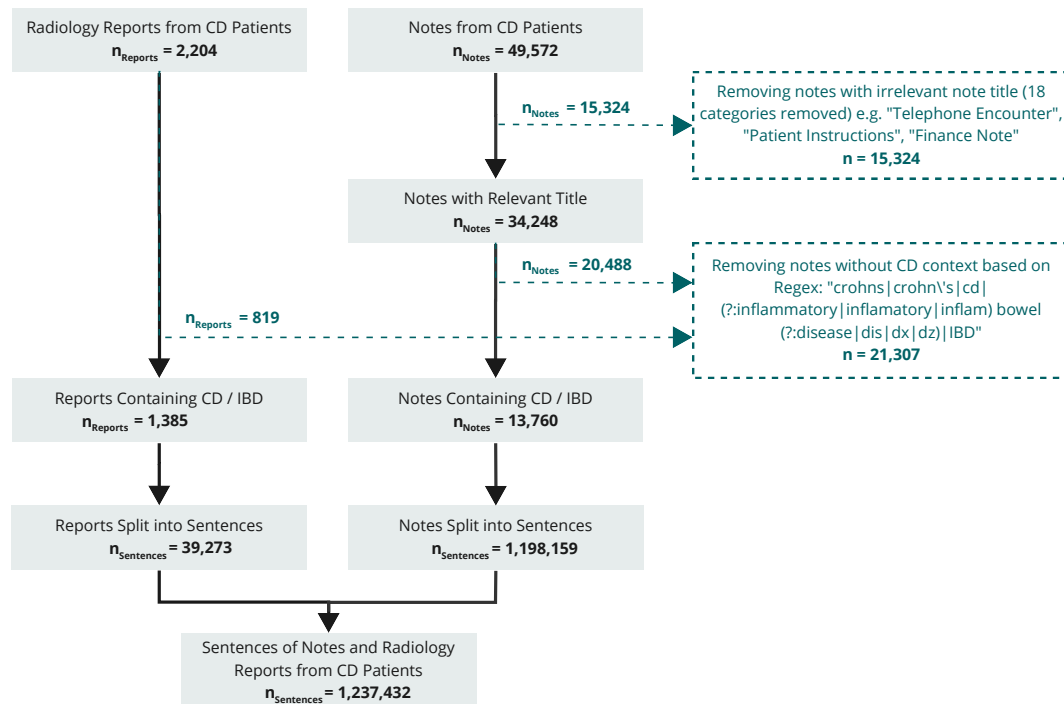 Radiology Reports from CD Patients
nReports = 2,204
Notes from CD Patients
nNotes = 49,572
nNotes = 15,324
Removing notes with irrelevant note title (18
categories removed) e.g. "Telephone Encounter",
"Patient Instructions", "Finance Note"
n = 15,324
Notes with Relevant Title
nNotes = 34,248
nNotes = 20,488
Removing notes without CD context based on
Regex: "crohns|crohn\'s|cd|
(?:inflammatory|inflamatory|inflam) bowel
(?:disease|dis|dx|dz)|IBD"
n = 21,307
nReports = 819
Reports Containing CD / IBD
nReports = 1,385
Notes Containing CD / IBD
nNotes = 13,760
Reports Split into Sentences
nSentences = 39,273
Notes Split into Sentences
nSentences = 1,198,159
Sentences of Notes and Radiology
Reports from CD Patients
nSentences = 1,237,432